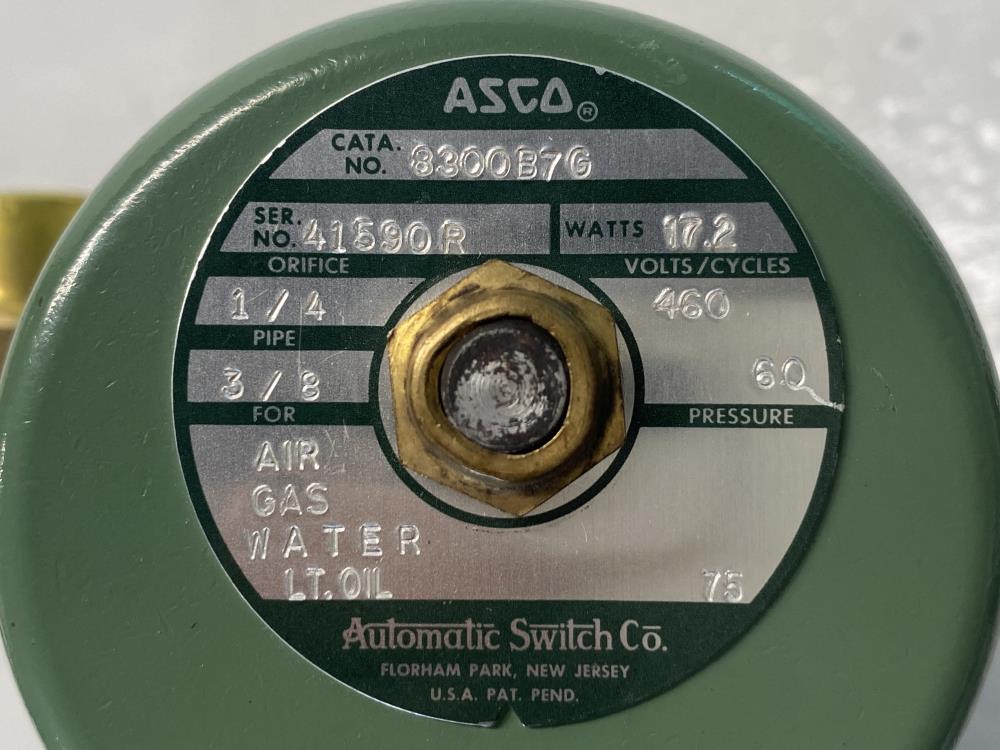 ASCO®
CATA. NO. 8300B7G
SER. NO. 41590R WATTS 17.2
ORIFICE VOLTS/CYCLES
1/4 460
PIPE
3/8 60
FOR PRESSURE
AIR
GAS
WATER
LT. OIL 75
Automatic Switch Co.
FLORHAM PARK, NEW JERSEY
U.S.A. PAT. PEND.